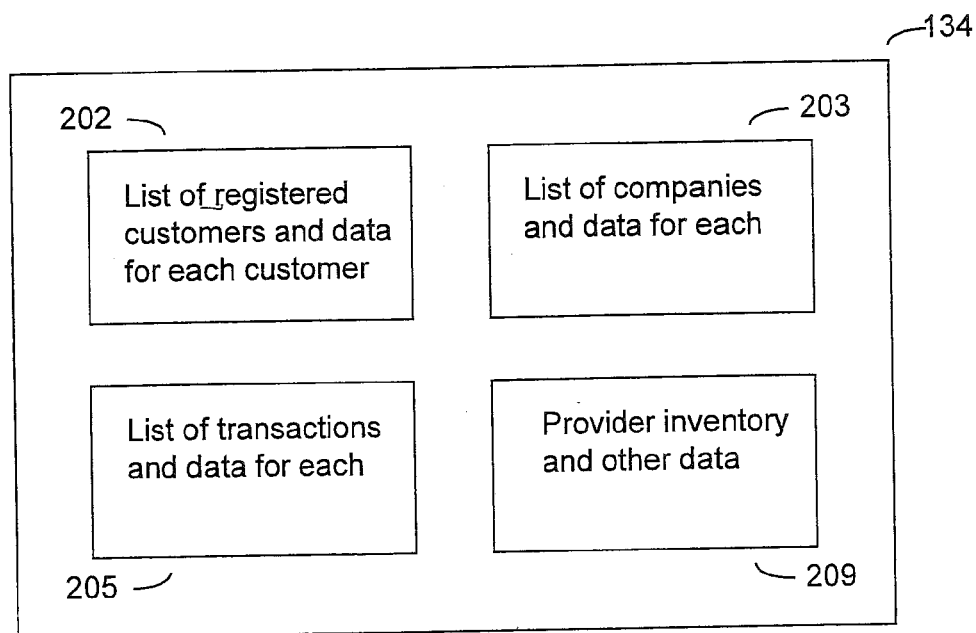 134
202
203
List of registered
customers and data
for each customer
List of companies
and data for each
List of transactions
and data for each
Provider inventory
and other data
205
209